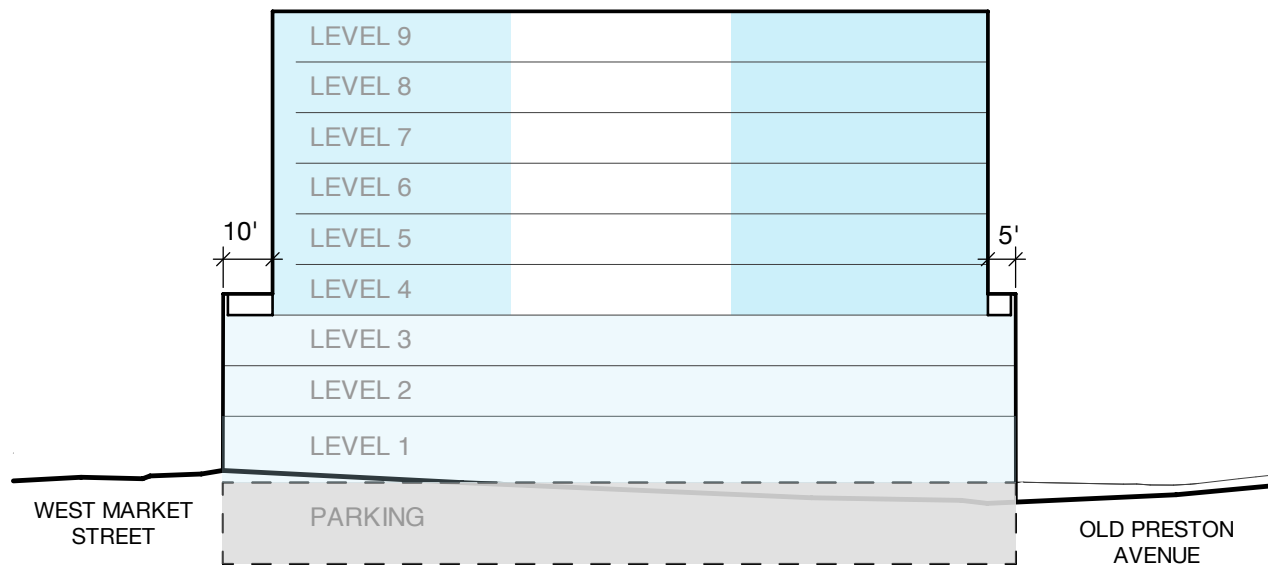 LEVEL 9
LEVEL 8
LEVEL 7
LEVEL 6
LEVEL 5
10'
5'
LEVEL 4
LEVEL 3
LEVEL 2
LEVEL 1
WEST MARKET
STREET
PARKING
OLD PRESTON
AVENUE